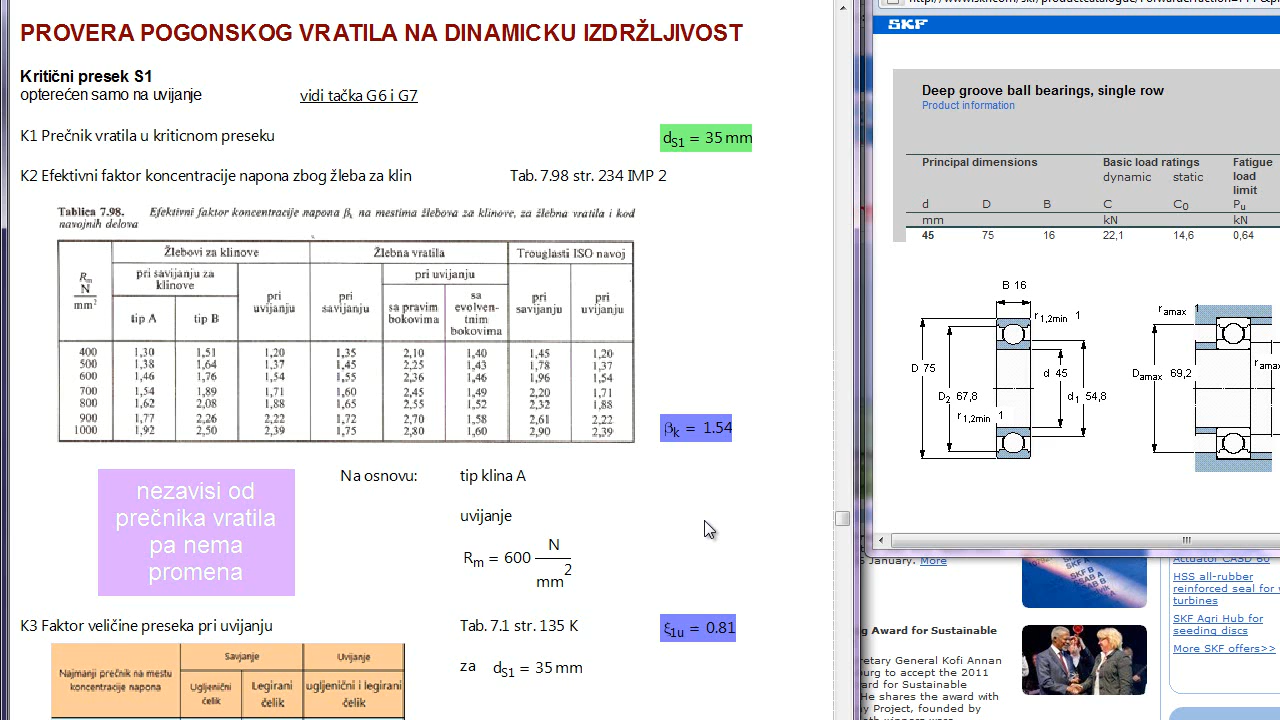 PROVERA POGONSKOG VRATILA NA DINAMICKU IZDRŽLJIVOST
Kritični presek S1
opterećen samo na uvijanje vidi tačka G6 i G7
K1 Prečnik vratila u kriticnom preseku dS1 = 35 mm
K2 Efektivni faktor koncentracije napona zbog žleba za klin Tab. 7.98 str. 234 IMP 2
Tablica 7.98. Efektivni faktor koncentracije napona βk na mestima žlebova za klinove, za žlebna vratila i kod
navojnih delova
Rm N/mm² Žlebovi za klinove Žlebna vratila Trouglasti ISO navoj
pri savijanju za klinove pri uvijanju pri savijanju pri uvijanju pri savijanju pri uvijanju
tip A tip B sa pravim bokovima sa evolventnim bokovima
400 1,30 1,51 1,20 1,35 2,10 1,40 1,45 1,20
500 1,38 1,64 1,37 1,45 2,25 1,43 1,78 1,37
600 1,46 1,76 1,54 1,55 2,36 1,46 1,96 1,54
700 1,54 1,89 1,71 1,60 2,45 1,49 2,20 1,71
800 1,62 2,08 1,88 1,65 2,55 1,52 2,32 1,88
900 1,77 2,26 2,22 1,72 2,70 1,58 2,61 2,22
1000 1,92 2,50 2,39 1,75 2,80 1,60 2,90 2,39
βk = 1.54
nezavisi od
prečnika vratila
pa nema
promena
Na osnovu: tip klina A
uvijanje
Rm = 600 N/mm²
K3 Faktor veličine preseka pri uvijanju Tab. 7.1 str. 135 K ξ1u = 0.81
za dS1 = 35 mm
Najmanji prečnik na mestu koncentracije napona Savijanje Uvijanje
Ugljenični čelik Legirani čelik ugljenični i legirani čelik
SKF
Deep groove ball bearings, single row
Product information
Principal dimensions Basic load ratings Fatigue load limit
dynamic static
d D B C C0 Pu
mm kN kN
45 75 16 22,1 14,6 0,64
B 16
r1,2min 1
D 75
D2 67,8
d 45
d1 54,8
r1,2min 1
ramax 1
Damax 69,2
ramax
January. More
g Award for Sustainable
retary General Kofi Annan
urg to accept the 2011
ard for Sustainable
He shares the award with
y Project, founded by
Actuator CASD 60
HSS all-rubber
reinforced seal for
turbines
SKF Agri Hub for
seeding discs
More SKF offers>>